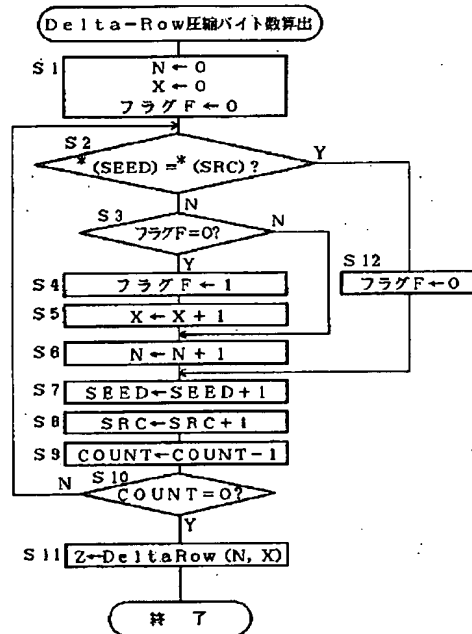 Delta-Row圧縮バイト数算出
S1
N←0
X←0
フラグF←0
S2
*(SEED)=*(SRC)?
Y
N
S3
フラグF=0?
N
Y
S12
フラグF←0
S4
フラグF←1
S5
X←X+1
S6
N←N+1
S7
SEED←SEED+1
S8
SRC←SRC+1
S9
COUNT←COUNT-1
S10
N
COUNT=0?
Y
S11
Z←DeltaRow(N,X)
終了